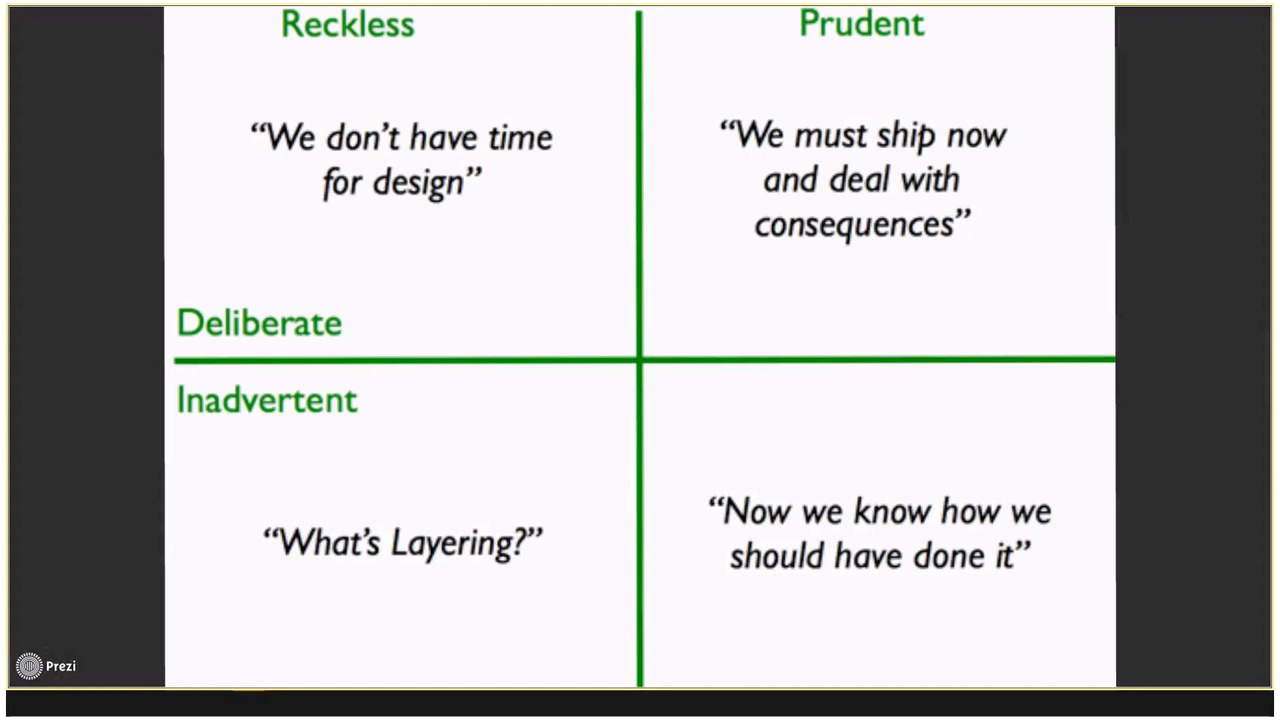 Reckless
Prudent
“We don’t have time
for design”
“We must ship now
and deal with
consequences”
Deliberate
Inadvertent
“What’s Layering?”
“Now we know how we
should have done it”
Prezi